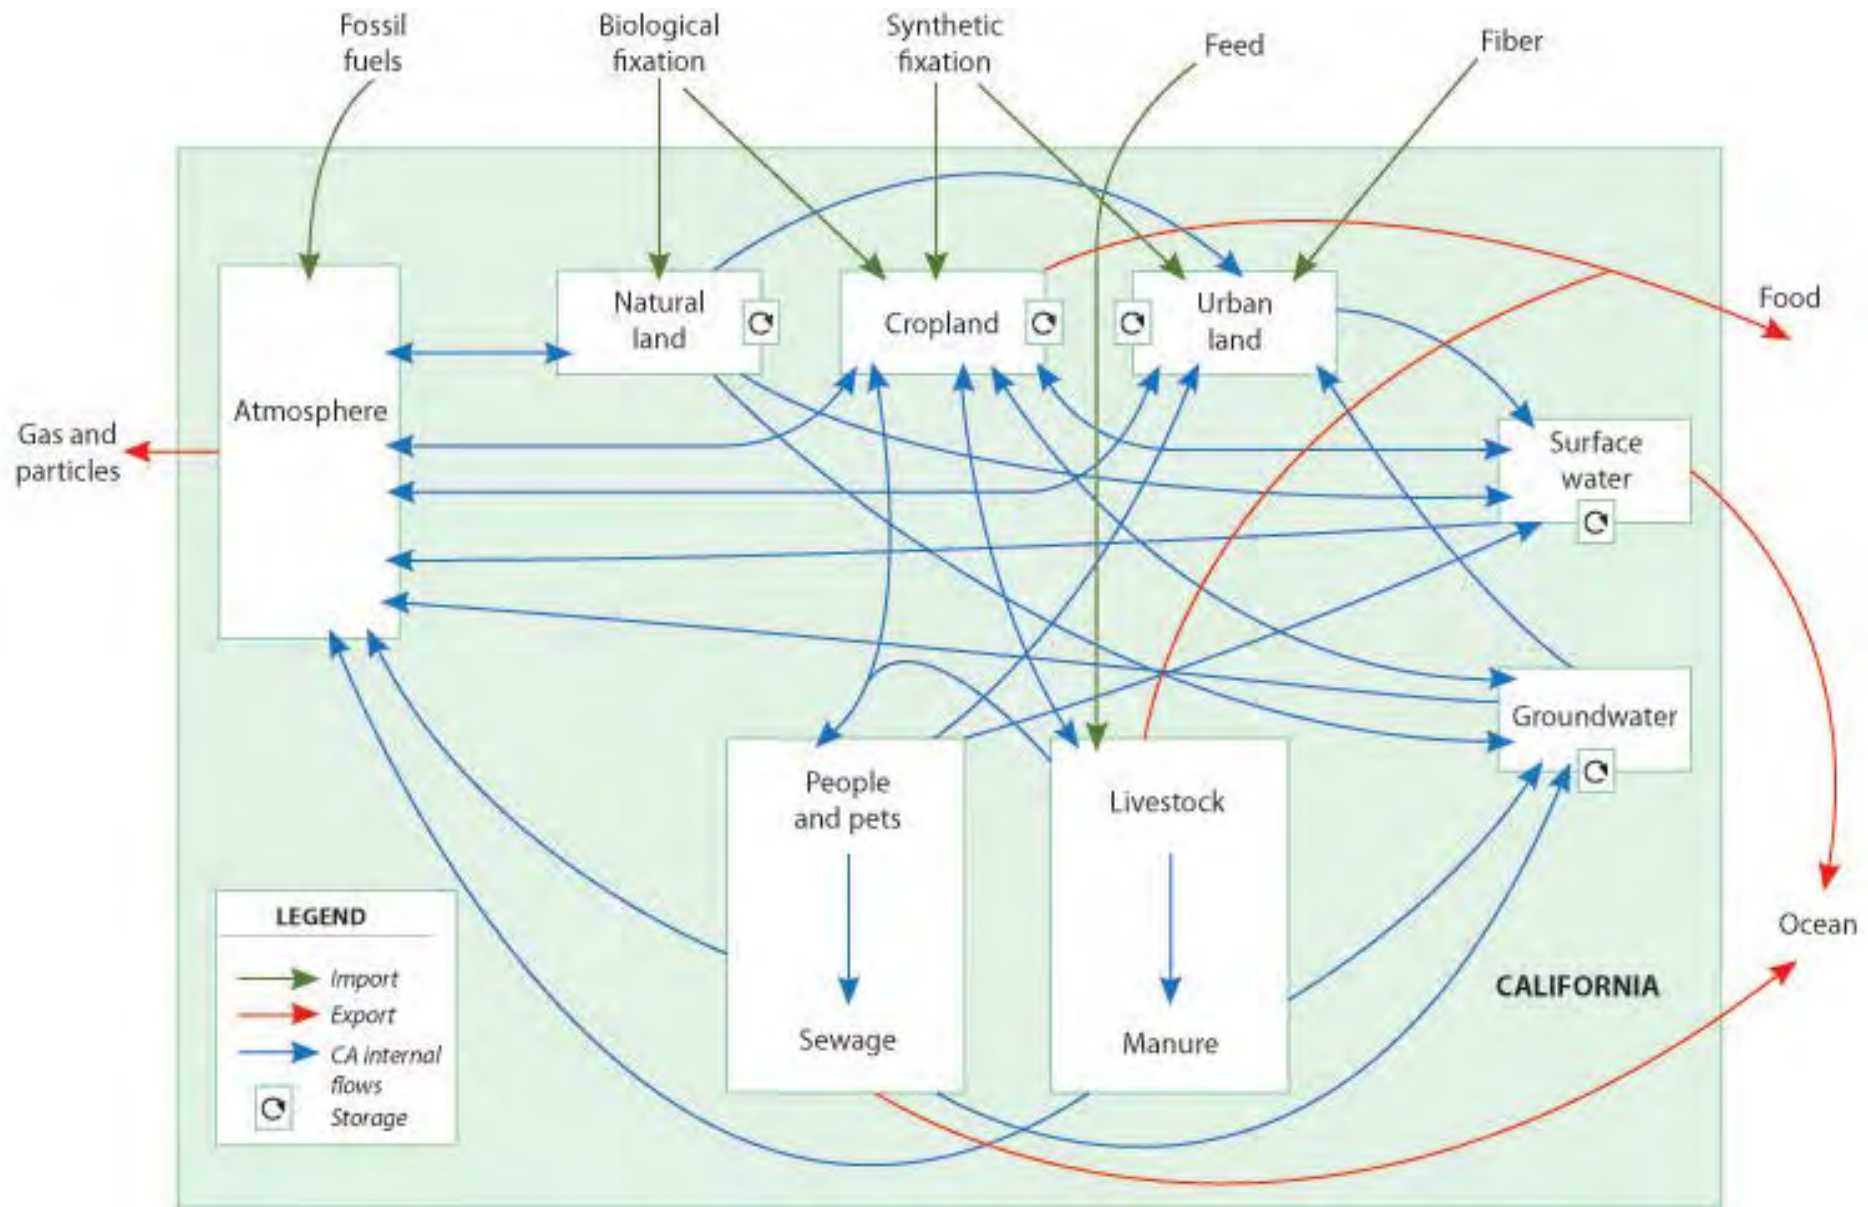 Fossil
fuels
Biological
fixation
Synthetic
fixation
Feed
Fiber
Natural
land
Cropland
Urban
land
Food
Atmosphere
Gas and
particles
Surface
water
Groundwater
People
and pets
Livestock
Sewage
Manure
Ocean
CALIFORNIA
LEGEND
Import
Export
CA internal
flows
Storage